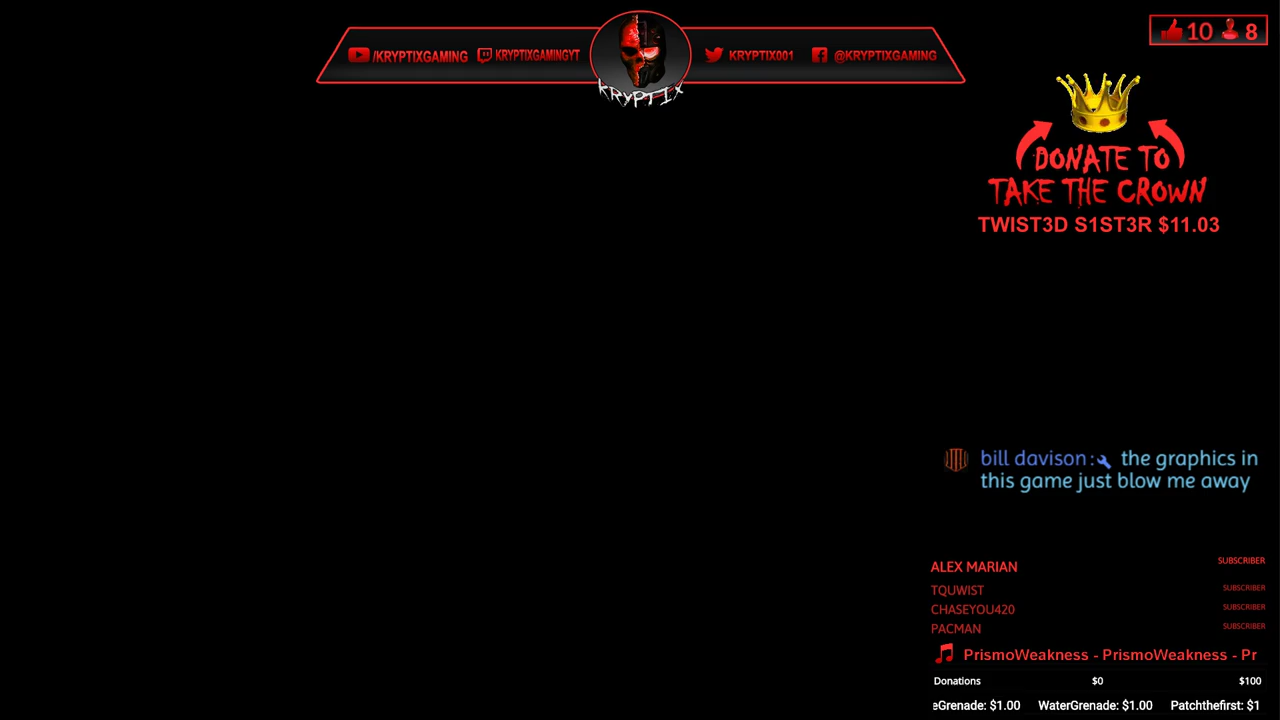 /KRYPTIXGAMING KRYPTIXGAMINGYT KRYPTIX001 @KRYPTIXGAMING
KRYPTIX
10 8
DONATE TO
TAKE THE CROWN
TWIST3D S1ST3R $11.03
bill davison: the graphics in
this game just blow me away
ALEX MARIAN SUBSCRIBER
TQUWIST SUBSCRIBER
CHASEYOU420 SUBSCRIBER
PACMAN SUBSCRIBER
PrismoWeakness - PrismoWeakness - Pr
Donations $0 $100
eGrenade: $1.00 WaterGrenade: $1.00 Patchthefirst: $1